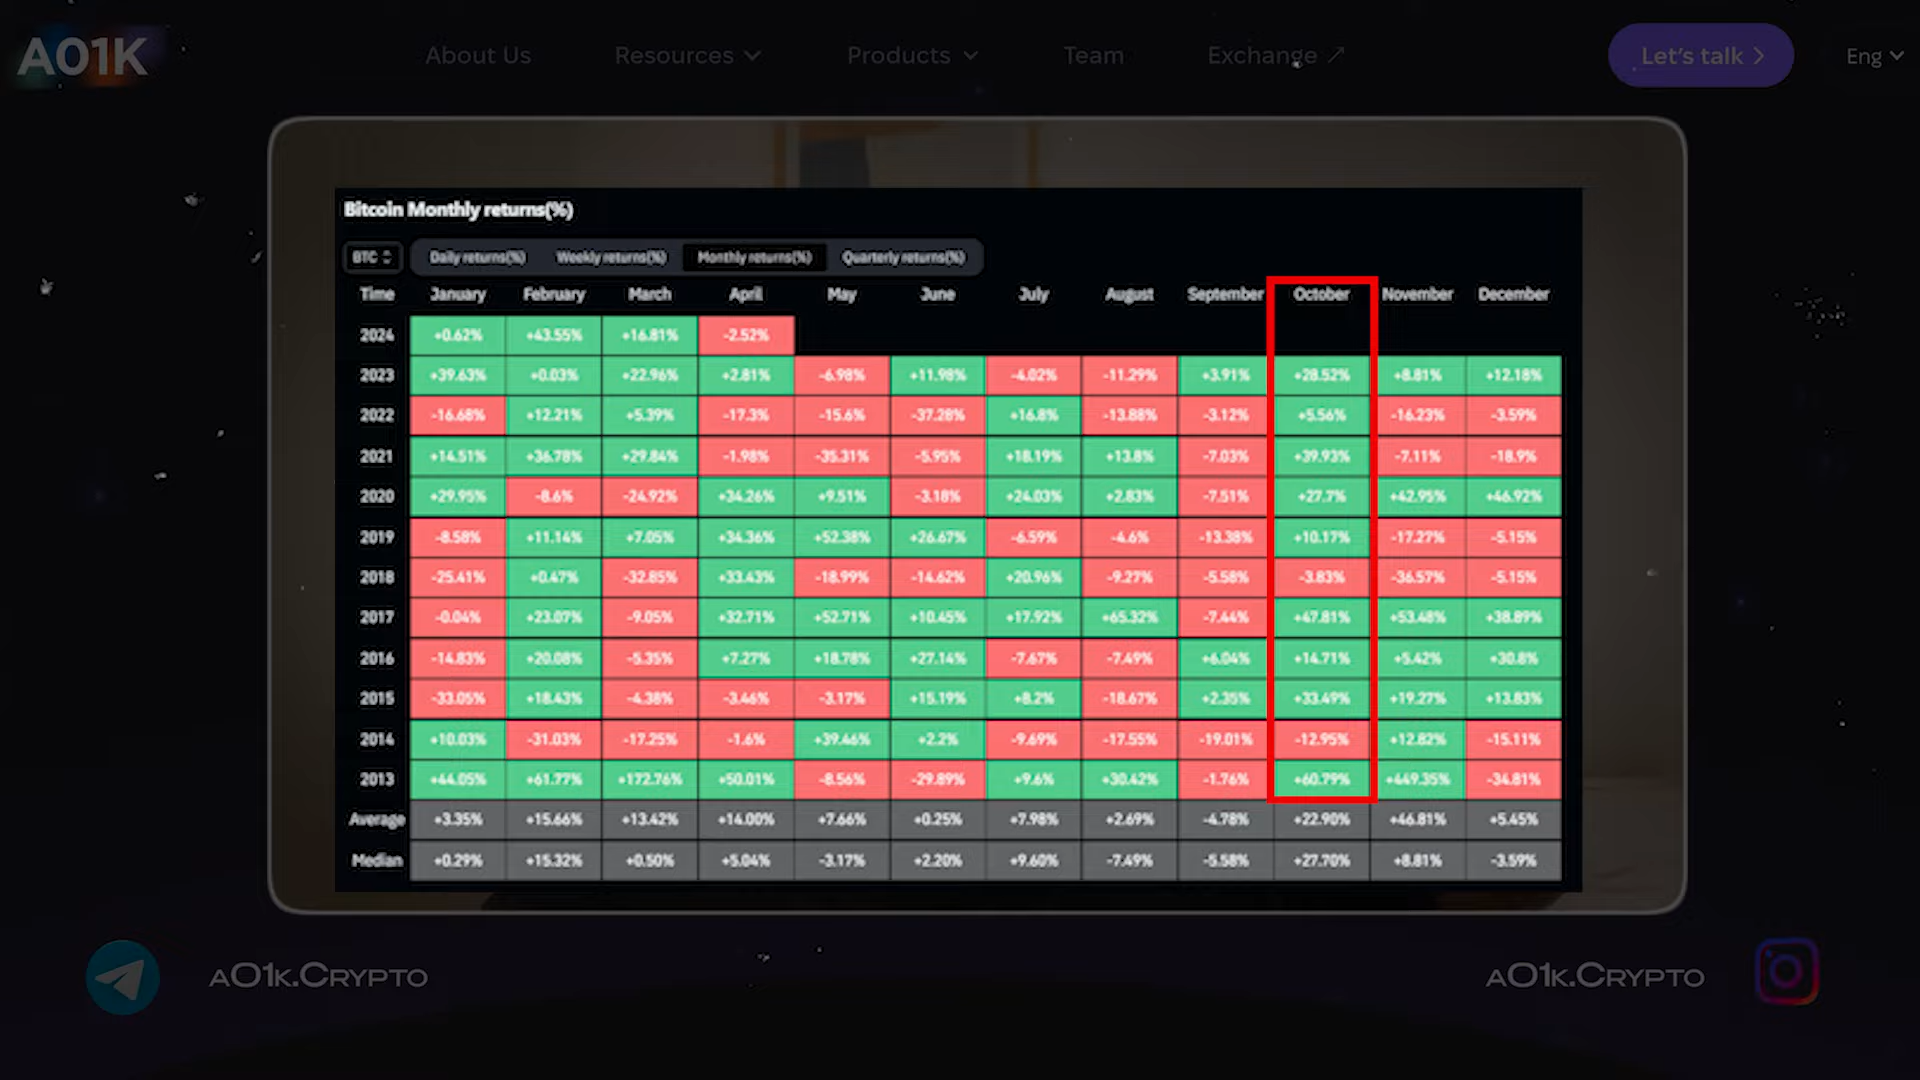 AO1K About Us Resources Products Team Exchange Let's talk Eng
Bitcoin Monthly returns(%)
BTC Daily returns(%) Weekly returns(%) Monthly returns(%) Quarterly returns(%)
Time January February March April May June July August September October November December
2024 +0.62% +43.55% +16.81% -2.52%
2023 +39.63% +0.03% +22.96% +2.81% -6.98% +11.98% -4.02% -11.29% +3.91% +28.52% +8.81% +12.18%
2022 -16.68% +12.21% +5.39% -17.3% -15.6% -37.28% +16.8% -13.88% -3.12% +5.56% -16.23% -3.59%
2021 +14.51% +36.78% +29.84% -1.98% -35.31% -5.95% +18.19% +13.8% -7.03% +39.93% -7.11% -18.9%
2020 +29.95% -8.6% -24.92% +34.26% +9.51% -3.18% +24.03% +2.83% -7.51% +27.7% +42.95% +46.92%
2019 -8.58% +11.14% +7.05% +34.36% +52.38% +26.67% -6.59% -4.6% -13.38% +10.17% -17.27% -5.15%
2018 -25.41% +0.47% -32.85% +33.43% -18.99% -14.62% +20.96% -9.27% -5.58% -3.83% -36.57% -5.15%
2017 -0.04% +23.07% -9.05% +32.71% +52.71% +10.45% +17.92% +65.32% -7.44% +47.81% +53.48% +38.89%
2016 -14.83% +20.08% -5.35% +7.27% +18.78% +27.14% -7.67% -7.49% +6.04% +14.71% +5.42% +30.8%
2015 -33.05% +18.43% -4.38% -3.46% -3.17% +15.19% +8.2% -18.67% +2.35% +33.49% +19.27% +13.83%
2014 +10.03% -31.03% -17.25% -1.6% +39.46% +2.2% -9.69% -17.55% -19.01% -12.95% +12.82% -15.11%
2013 +44.05% +61.77% +172.76% +50.01% -8.56% -29.89% +9.6% +30.42% -1.76% +60.79% +449.35% -34.81%
Average +3.35% +15.66% +13.42% +14.00% +7.66% +0.25% +7.98% +2.69% -4.78% +22.90% +46.81% +5.45%
Median +0.29% +15.32% +0.50% +5.04% -3.17% +2.20% +9.60% -7.49% -5.58% +27.70% +8.81% -3.59%
aO1k.Crypto aO1k.Crypto